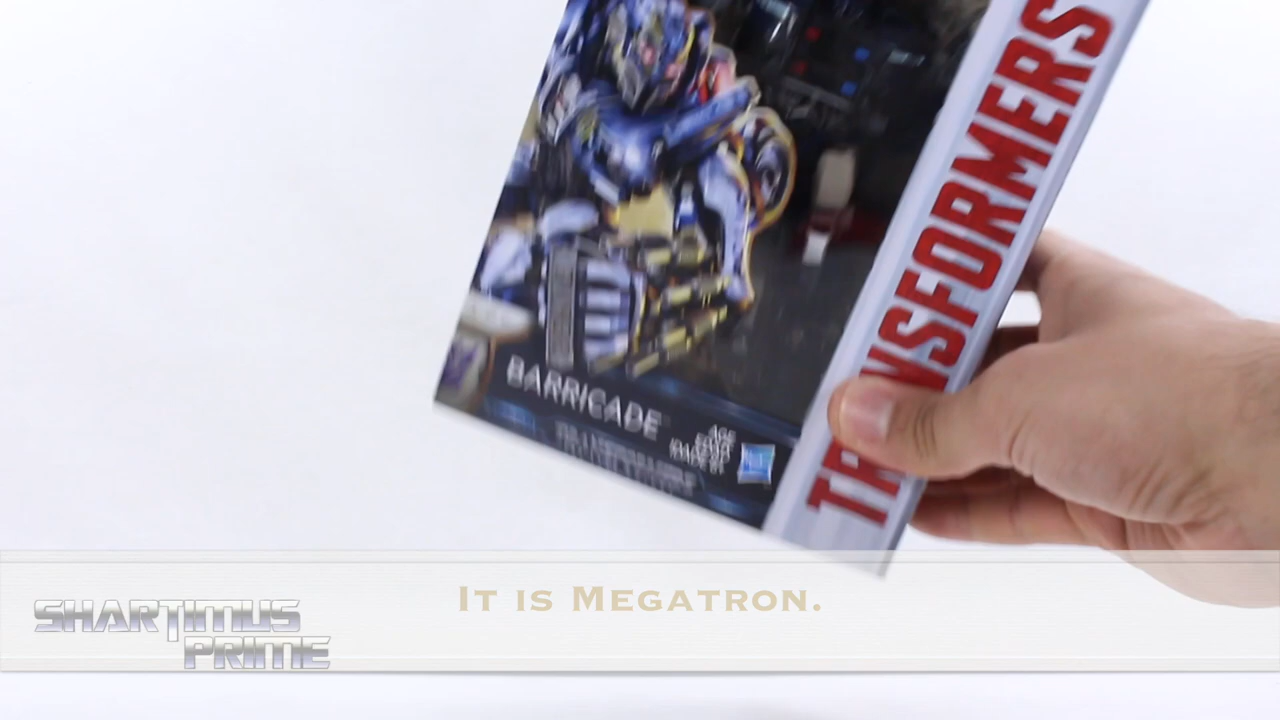 TRANSFORMERS
BARRICADE
It is Megatron.
SHARTIMUS
PRIME